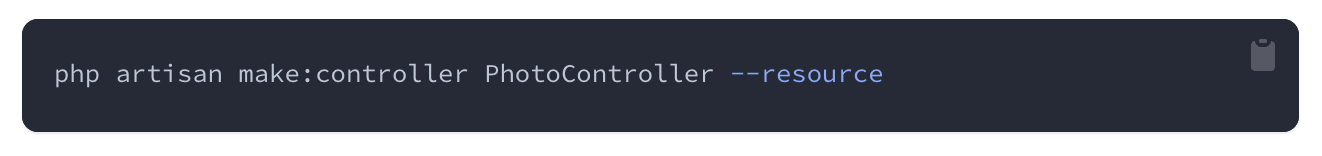 php artisan make:controller PhotoController --resource